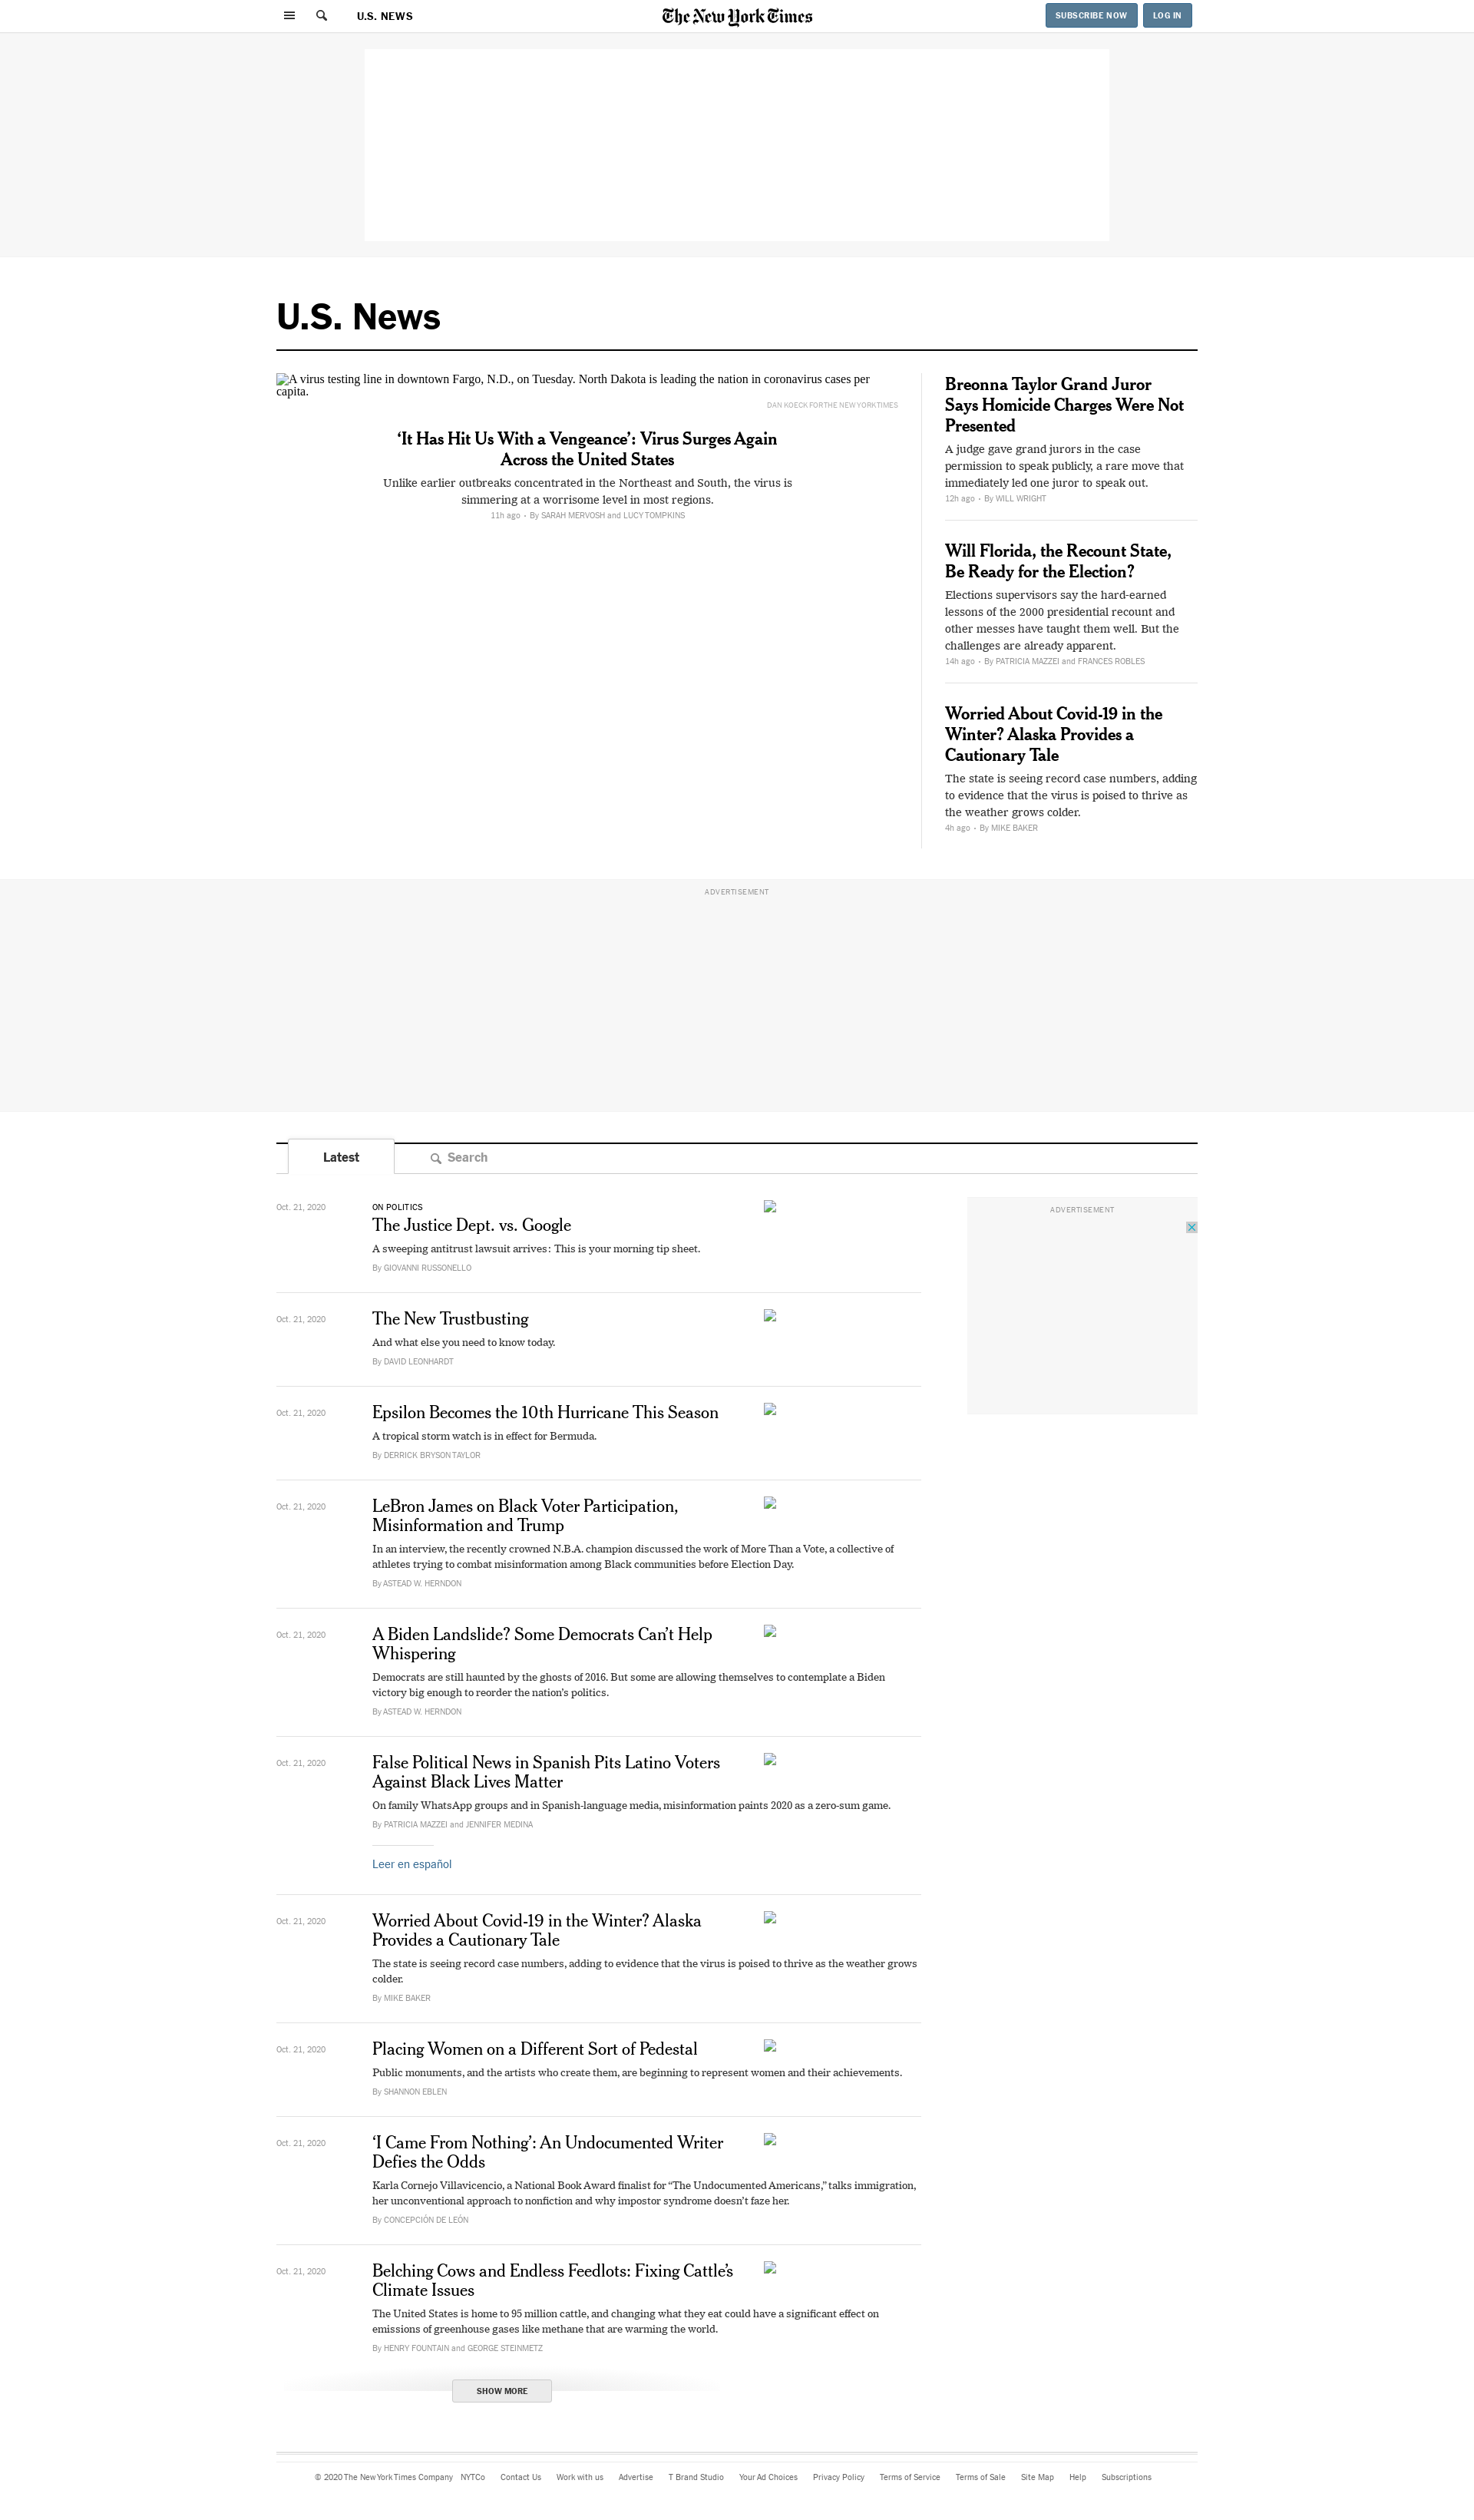 U.S. NEWS
The New York Times
SUBSCRIBE NOW
LOG IN
U.S. News
A virus testing line in downtown Fargo, N.D., on Tuesday. North Dakota is leading the nation in coronavirus cases per
capita.
DAN KOECK FOR THE NEW YORK TIMES
‘It Has Hit Us With a Vengeance’: Virus Surges Again
Across the United States
Unlike earlier outbreaks concentrated in the Northeast and South, the virus is
simmering at a worrisome level in most regions.
11h ago • By SARAH MERVOSH and LUCY TOMPKINS
Breonna Taylor Grand Juror
Says Homicide Charges Were Not
Presented
A judge gave grand jurors in the case
permission to speak publicly, a rare move that
immediately led one juror to speak out.
12h ago • By WILL WRIGHT
Will Florida, the Recount State,
Be Ready for the Election?
Elections supervisors say the hard-earned
lessons of the 2000 presidential recount and
other messes have taught them well. But the
challenges are already apparent.
14h ago • By PATRICIA MAZZEI and FRANCES ROBLES
Worried About Covid-19 in the
Winter? Alaska Provides a
Cautionary Tale
The state is seeing record case numbers, adding
to evidence that the virus is poised to thrive as
the weather grows colder.
4h ago • By MIKE BAKER
ADVERTISEMENT
Latest
Search
Oct. 21, 2020
ON POLITICS
The Justice Dept. vs. Google
A sweeping antitrust lawsuit arrives: This is your morning tip sheet.
By GIOVANNI RUSSONELLO
ADVERTISEMENT
Oct. 21, 2020
The New Trustbusting
And what else you need to know today.
By DAVID LEONHARDT
Oct. 21, 2020
Epsilon Becomes the 10th Hurricane This Season
A tropical storm watch is in effect for Bermuda.
By DERRICK BRYSON TAYLOR
Oct. 21, 2020
LeBron James on Black Voter Participation,
Misinformation and Trump
In an interview, the recently crowned N.B.A. champion discussed the work of More Than a Vote, a collective of
athletes trying to combat misinformation among Black communities before Election Day.
By ASTEAD W. HERNDON
Oct. 21, 2020
A Biden Landslide? Some Democrats Can’t Help
Whispering
Democrats are still haunted by the ghosts of 2016. But some are allowing themselves to contemplate a Biden
victory big enough to reorder the nation’s politics.
By ASTEAD W. HERNDON
Oct. 21, 2020
False Political News in Spanish Pits Latino Voters
Against Black Lives Matter
On family WhatsApp groups and in Spanish-language media, misinformation paints 2020 as a zero-sum game.
By PATRICIA MAZZEI and JENNIFER MEDINA
Leer en español
Oct. 21, 2020
Worried About Covid-19 in the Winter? Alaska
Provides a Cautionary Tale
The state is seeing record case numbers, adding to evidence that the virus is poised to thrive as the weather grows
colder.
By MIKE BAKER
Oct. 21, 2020
Placing Women on a Different Sort of Pedestal
Public monuments, and the artists who create them, are beginning to represent women and their achievements.
By SHANNON EBLEN
Oct. 21, 2020
‘I Came From Nothing’: An Undocumented Writer
Defies the Odds
Karla Cornejo Villavicencio, a National Book Award finalist for “The Undocumented Americans,” talks immigration,
her unconventional approach to nonfiction and why impostor syndrome doesn’t faze her.
By CONCEPCIÓN DE LEÓN
Oct. 21, 2020
Belching Cows and Endless Feedlots: Fixing Cattle’s
Climate Issues
The United States is home to 95 million cattle, and changing what they eat could have a significant effect on
emissions of greenhouse gases like methane that are warming the world.
By HENRY FOUNTAIN and GEORGE STEINMETZ
SHOW MORE
© 2020 The New York Times Company NYTCo Contact Us Work with us Advertise T Brand Studio Your Ad Choices Privacy Policy Terms of Service Terms of Sale Site Map Help Subscriptions